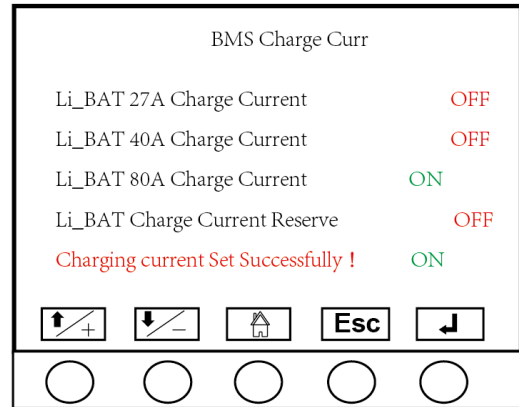 BMS Charge Curr
Li_BAT 27A Charge Current OFF
Li_BAT 40A Charge Current OFF
Li_BAT 80A Charge Current ON
Li_BAT Charge Current Reserve OFF
Charging current Set Successfully ! ON
⬆/+ ⬇/− Esc ↵